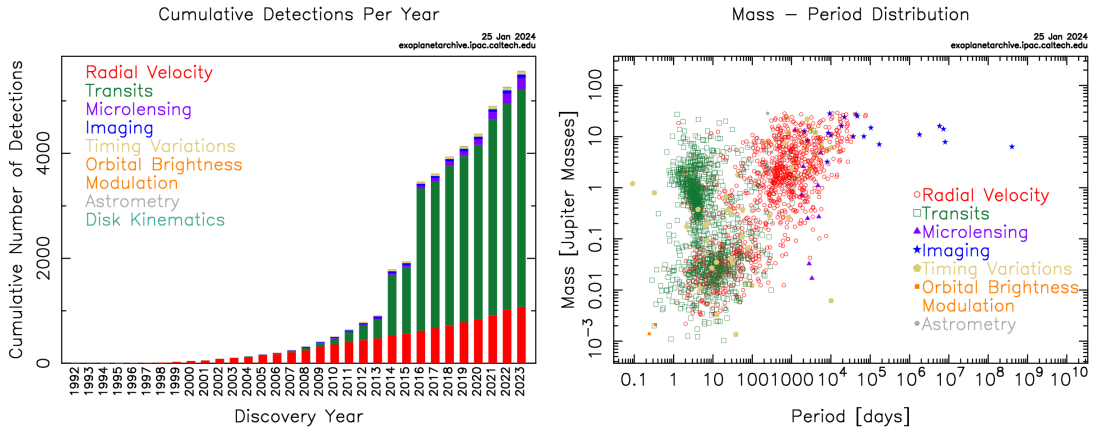 Cumulative Detections Per Year
25 Jan 2024
exoplanetarchive.ipac.caltech.edu
Cumulative Number of Detections
4000
2000
0
Radial Velocity
Transits
Microlensing
Imaging
Timing Variations
Orbital Brightness
Modulation
Astrometry
Disk Kinematics
1992 1993 1994 1995 1996 1997 1998 1999 2000 2001 2002 2003 2004 2005 2006 2007 2008 2009 2010 2011 2012 2013 2014 2015 2016 2017 2018 2019 2020 2021 2022 2023
Discovery Year
Mass – Period Distribution
25 Jan 2024
exoplanetarchive.ipac.caltech.edu
Mass [Jupiter Masses]
100
10
1
0.1
0.01
10⁻³
Radial Velocity
Transits
Microlensing
Imaging
Timing Variations
Orbital Brightness
Modulation
Astrometry
0.1 1 10 100 1000 10⁴ 10⁵ 10⁶ 10⁷ 10⁸ 10⁹ 10¹⁰
Period [days]